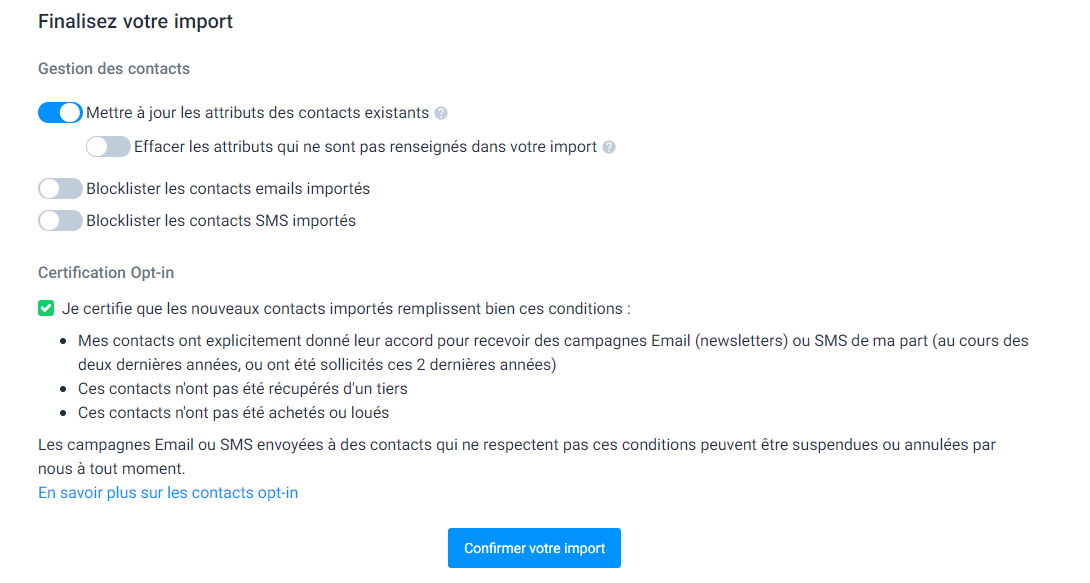 Finalisez votre import
Gestion des contacts
Mettre à jour les attributs des contacts existants ?
Effacer les attributs qui ne sont pas renseignés dans votre import ?
Blocklister les contacts emails importés
Blocklister les contacts SMS importés
Certification Opt-in
Je certifie que les nouveaux contacts importés remplissent bien ces conditions :
• Mes contacts ont explicitement donné leur accord pour recevoir des campagnes Email (newsletters) ou SMS de ma part (au cours des
deux dernières années, ou ont été sollicités ces 2 dernières années)
• Ces contacts n'ont pas été récupérés d'un tiers
• Ces contacts n'ont pas été achetés ou loués
Les campagnes Email ou SMS envoyées à des contacts qui ne respectent pas ces conditions peuvent être suspendues ou annulées par
nous à tout moment.
En savoir plus sur les contacts opt-in
Confirmer votre import